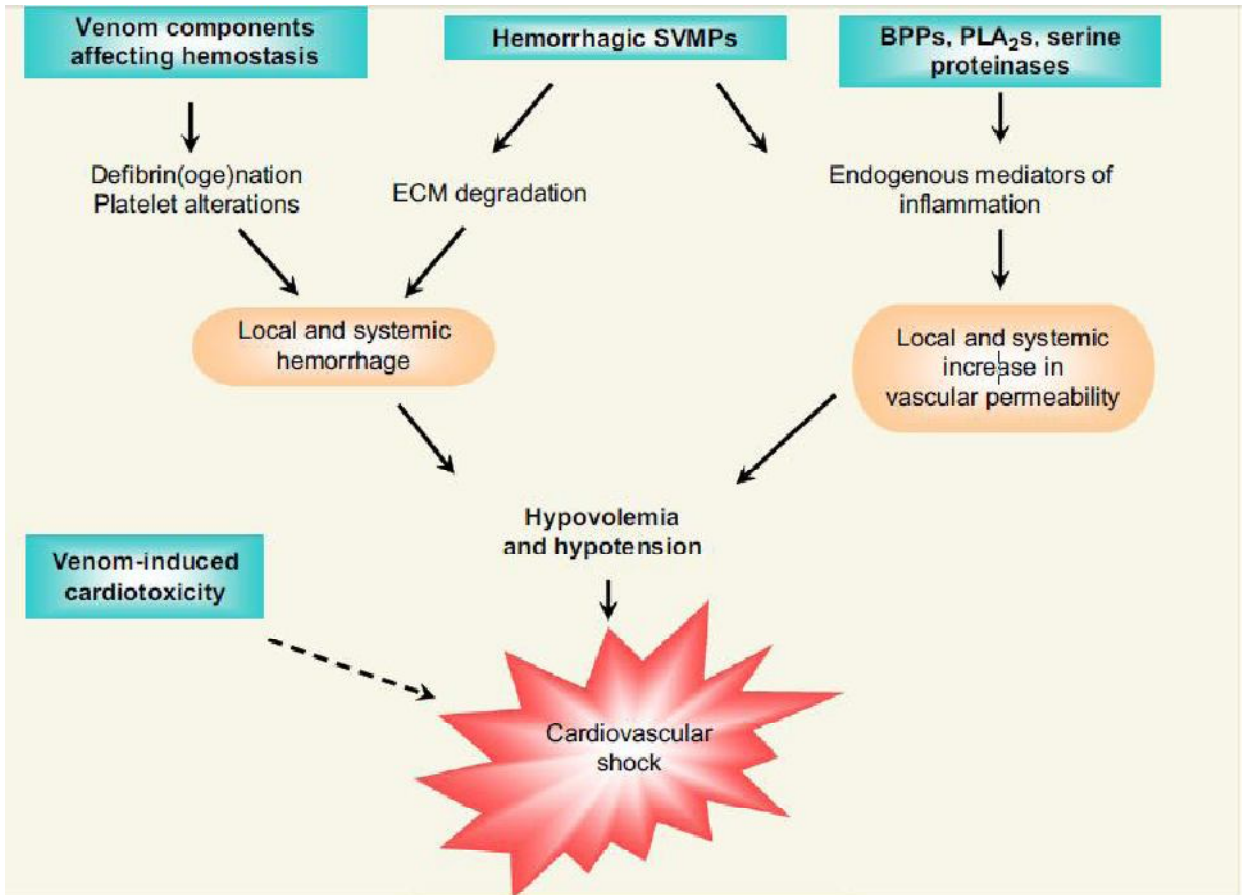 Venom components
affecting hemostasis
Hemorrhagic SVMPs
BPPs, PLA₂s, serine
proteinases
Defibrin(oge)nation
Platelet alterations
ECM degradation
Endogenous mediators of
inflammation
Local and systemic
hemorrhage
Local and systemic
increase in
vascular permeability
Hypovolemia
and hypotension
Venom-induced
cardiotoxicity
Cardiovascular
shock